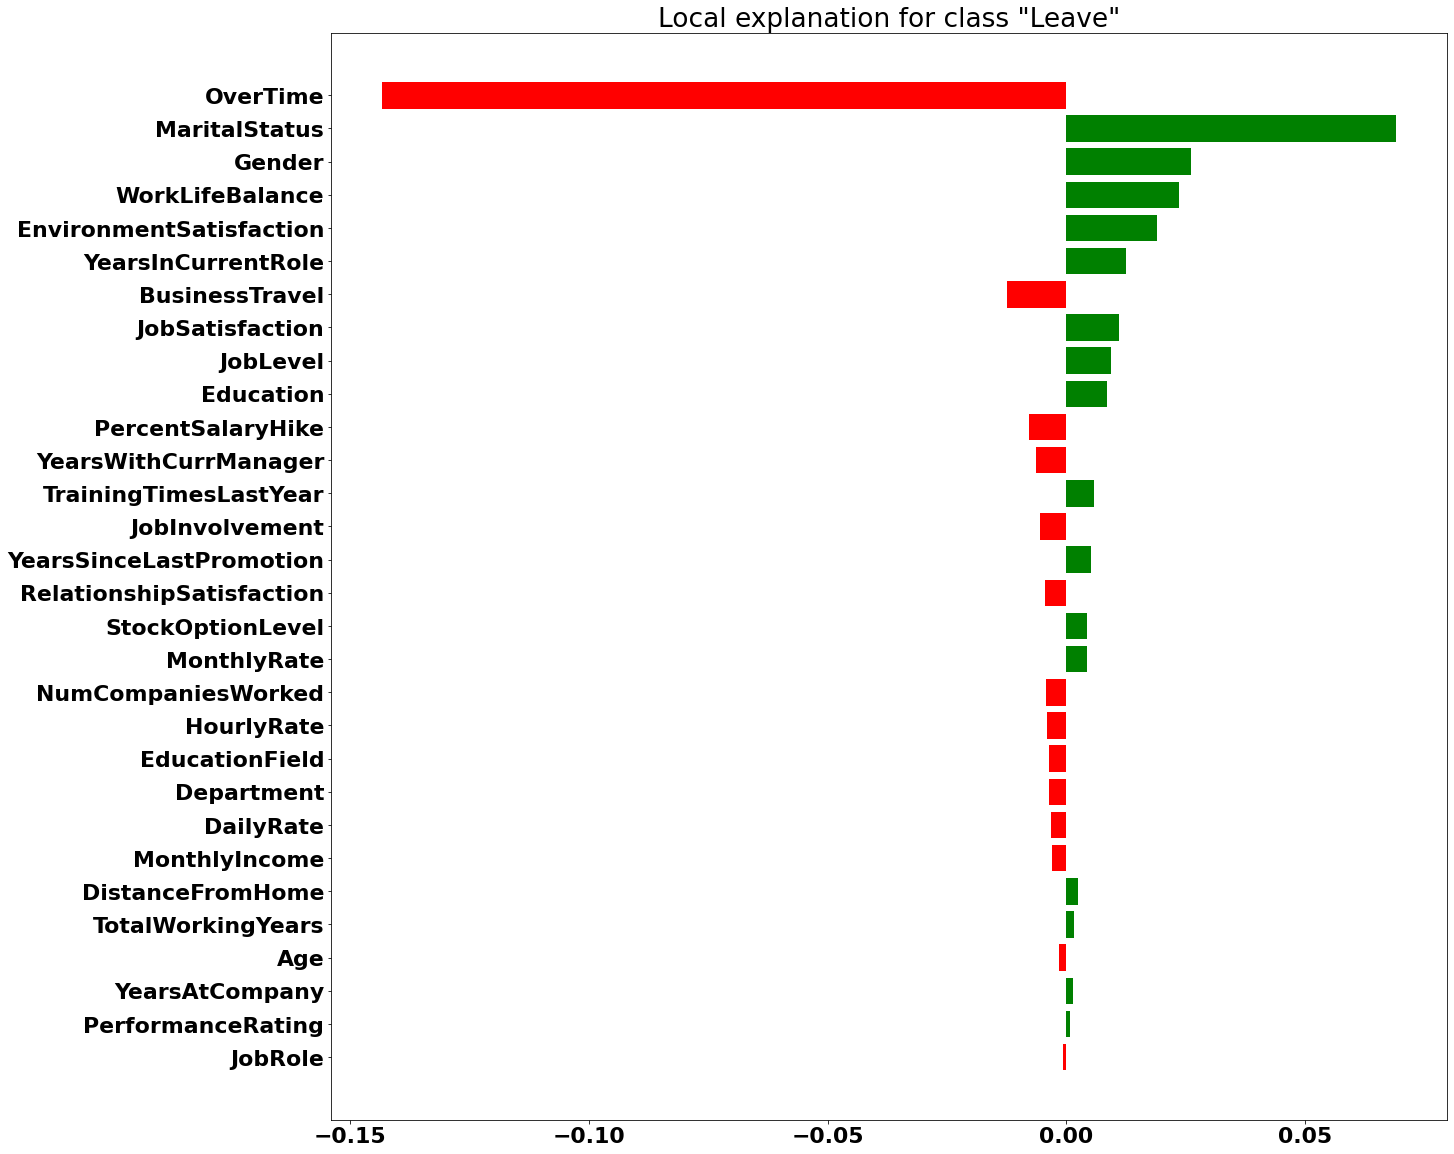 Local explanation for class "Leave"
OverTime
MaritalStatus
Gender
WorkLifeBalance
EnvironmentSatisfaction
YearsInCurrentRole
BusinessTravel
JobSatisfaction
JobLevel
Education
PercentSalaryHike
YearsWithCurrManager
TrainingTimesLastYear
JobInvolvement
YearsSinceLastPromotion
RelationshipSatisfaction
StockOptionLevel
MonthlyRate
NumCompaniesWorked
HourlyRate
EducationField
Department
DailyRate
MonthlyIncome
DistanceFromHome
TotalWorkingYears
Age
YearsAtCompany
PerformanceRating
JobRole
−0.15 −0.10 −0.05 0.00 0.05